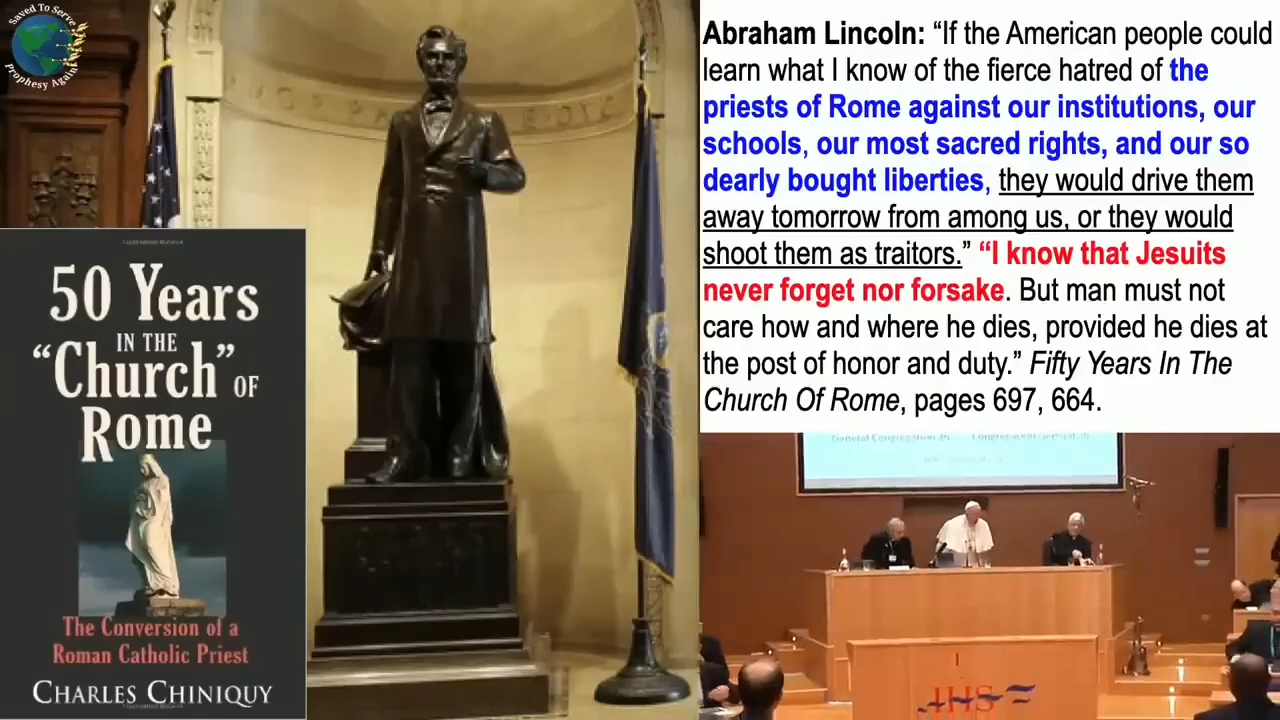 Saved To Serve
Prophesy Again
Abraham Lincoln: “If the American people could
learn what I know of the fierce hatred of the
priests of Rome against our institutions, our
schools, our most sacred rights, and our so
dearly bought liberties, they would drive them
away tomorrow from among us, or they would
shoot them as traitors.” “I know that Jesuits
never forget nor forsake. But man must not
care how and where he dies, provided he dies at
the post of honor and duty.” Fifty Years In The
Church Of Rome, pages 697, 664.
50 Years
IN THE
“Church” OF
Rome
The Conversion of a
Roman Catholic Priest
CHARLES CHINIQUY
General Congregation 36
IHS